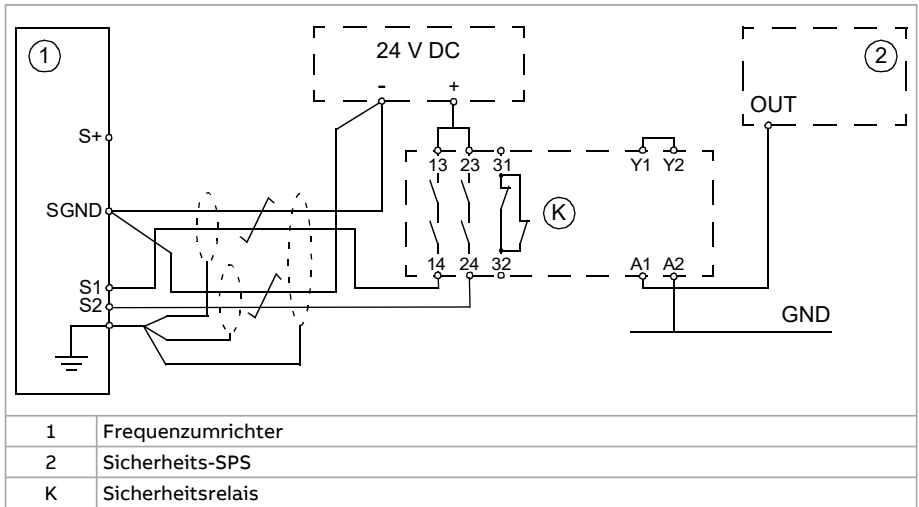 1
24 V DC
2
- +
OUT
S+
13 23 31
Y1 Y2
SGND
K
14 24 32
A1 A2
S1
S2
GND
1 Frequenzumrichter
2 Sicherheits-SPS
K Sicherheitsrelais